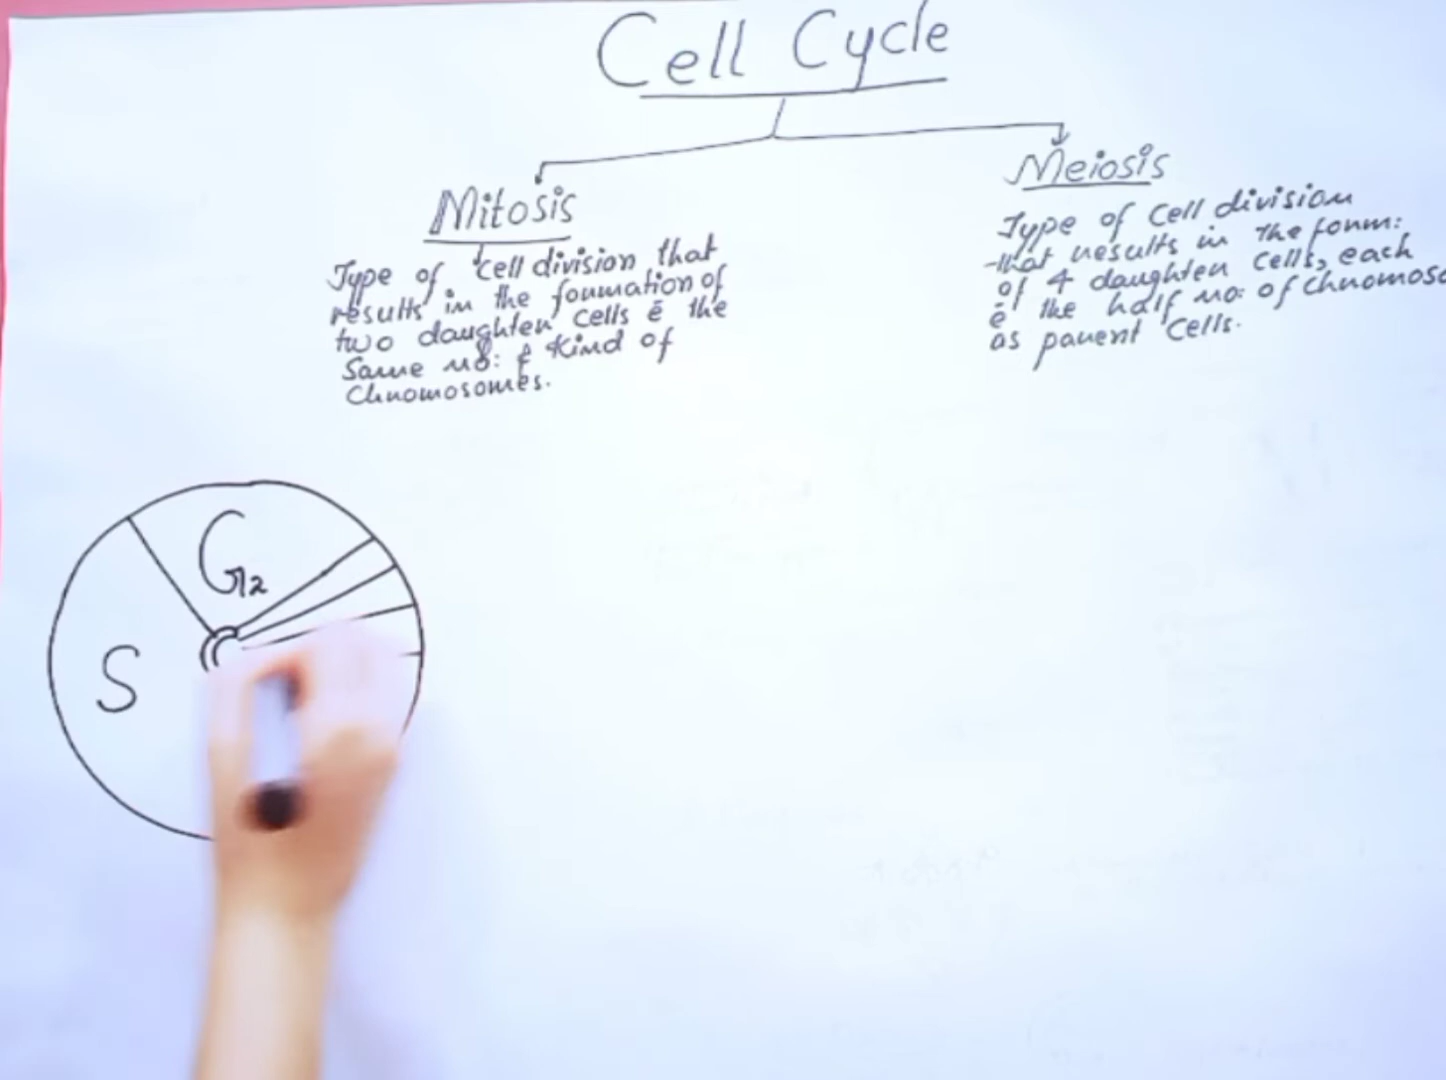 Cell Cycle
Mitosis
Type of cell division that
results in the formation of
two daughter cells c̄ the
Same no: & Kind of
Chromosomes.
Meiosis
Type of Cell division
that results in the form:
of 4 daughter cells, each
c̄ the half no: of chromoso
as parent Cells.
G2
S